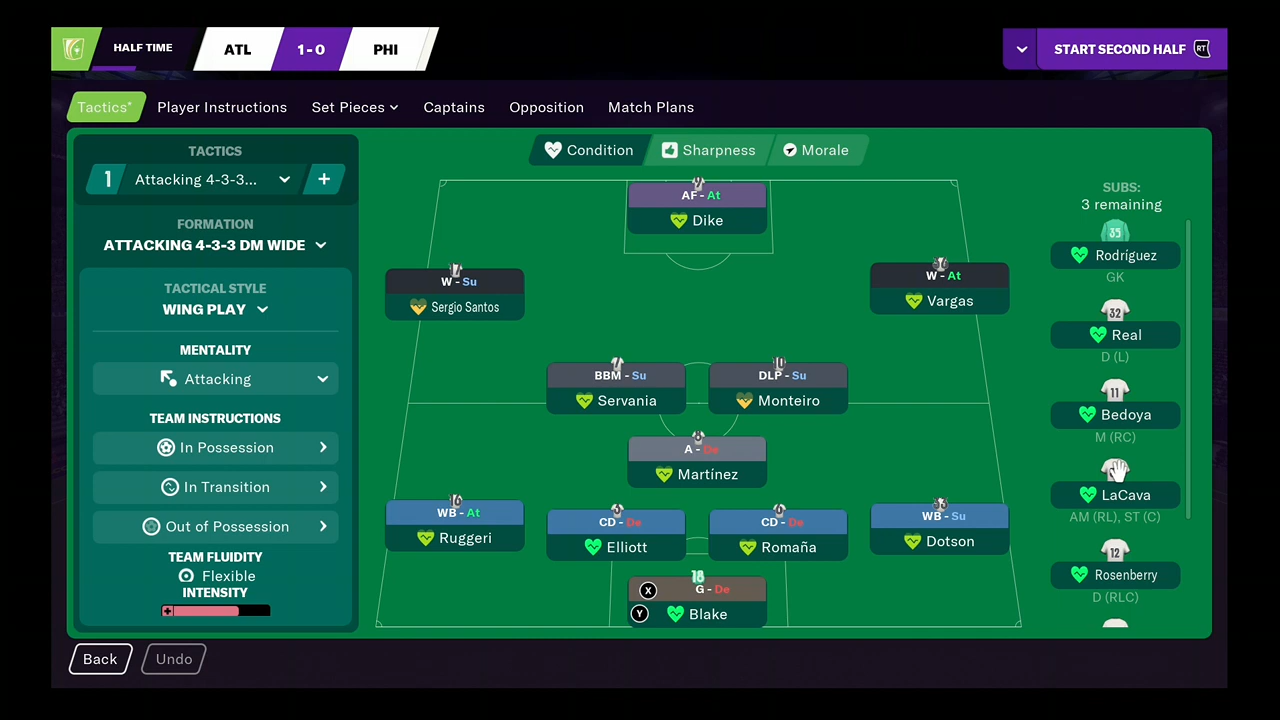 HALF TIME
ATL
1-0
PHI
START SECOND HALF RT
Tactics*
Player Instructions
Set Pieces
Captains
Opposition
Match Plans
TACTICS
1 Attacking 4-3-3... +
FORMATION
ATTACKING 4-3-3 DM WIDE
TACTICAL STYLE
WING PLAY
MENTALITY
Attacking
TEAM INSTRUCTIONS
In Possession
In Transition
Out of Possession
TEAM FLUIDITY
Flexible
INTENSITY
Condition
Sharpness
Morale
AF - At
Dike
W - Su
Sergio Santos
W - At
Vargas
BBM - Su
Servania
DLP - Su
Monteiro
A - De
Martínez
WB - At
Ruggeri
CD - De
Elliott
CD - De
Romaña
WB - Su
Dotson
18
X G - De
Y Blake
SUBS:
3 remaining
35
Rodríguez
GK
32
Real
D (L)
11
Bedoya
M (RC)
LaCava
AM (RL), ST (C)
12
Rosenberry
D (RLC)
Back
Undo